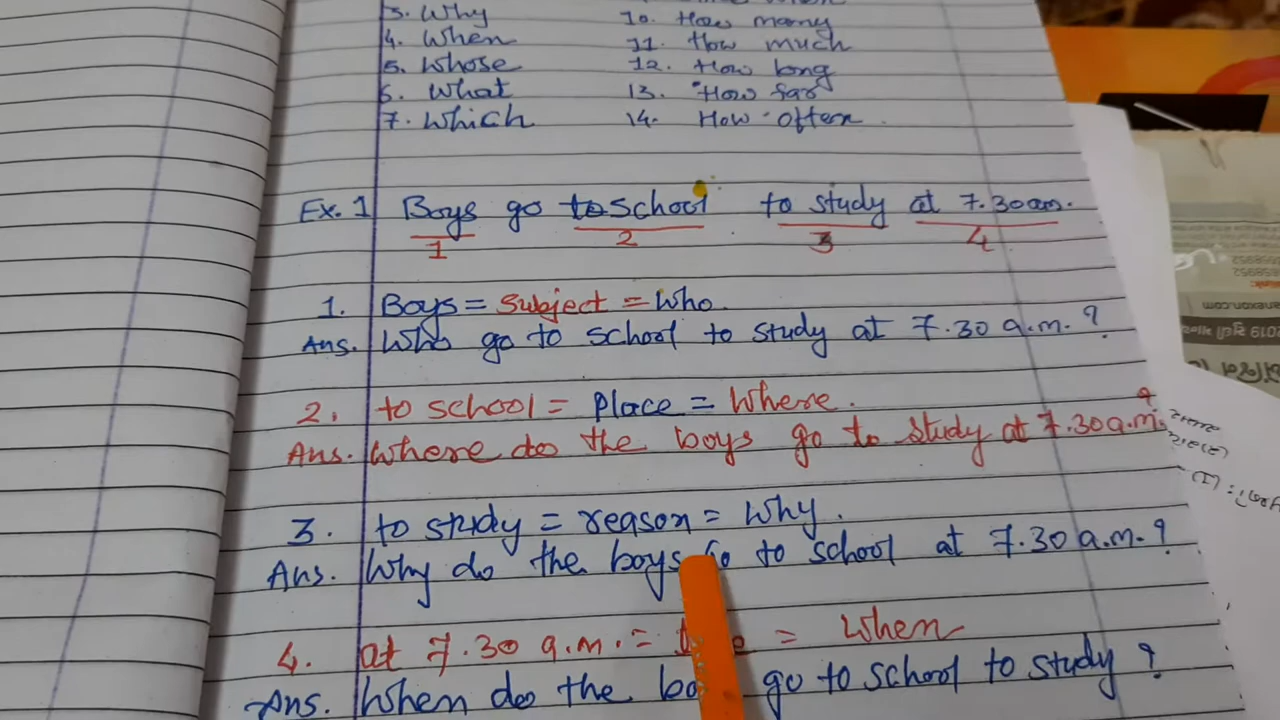 3. Why 10. How many
4. When 11. How much
5. Whose 12. How long
6. What 13. How far
7. Which 14. How often
Ex. 1 Boys go to school to study at 7.30am.
1 2 3 4
1. Boys = Subject = Who.
Ans. Who go to school to study at 7.30 a.m.?
2. to school = Place = Where.
Ans. Where do the boys go to study at 7.30 a.m.?
3. to study = reason = Why.
Ans. Why do the boys Go to school at 7.30 a.m.?
4. at 7.30 a.m. = = When
Ans. When do the go to school to study?